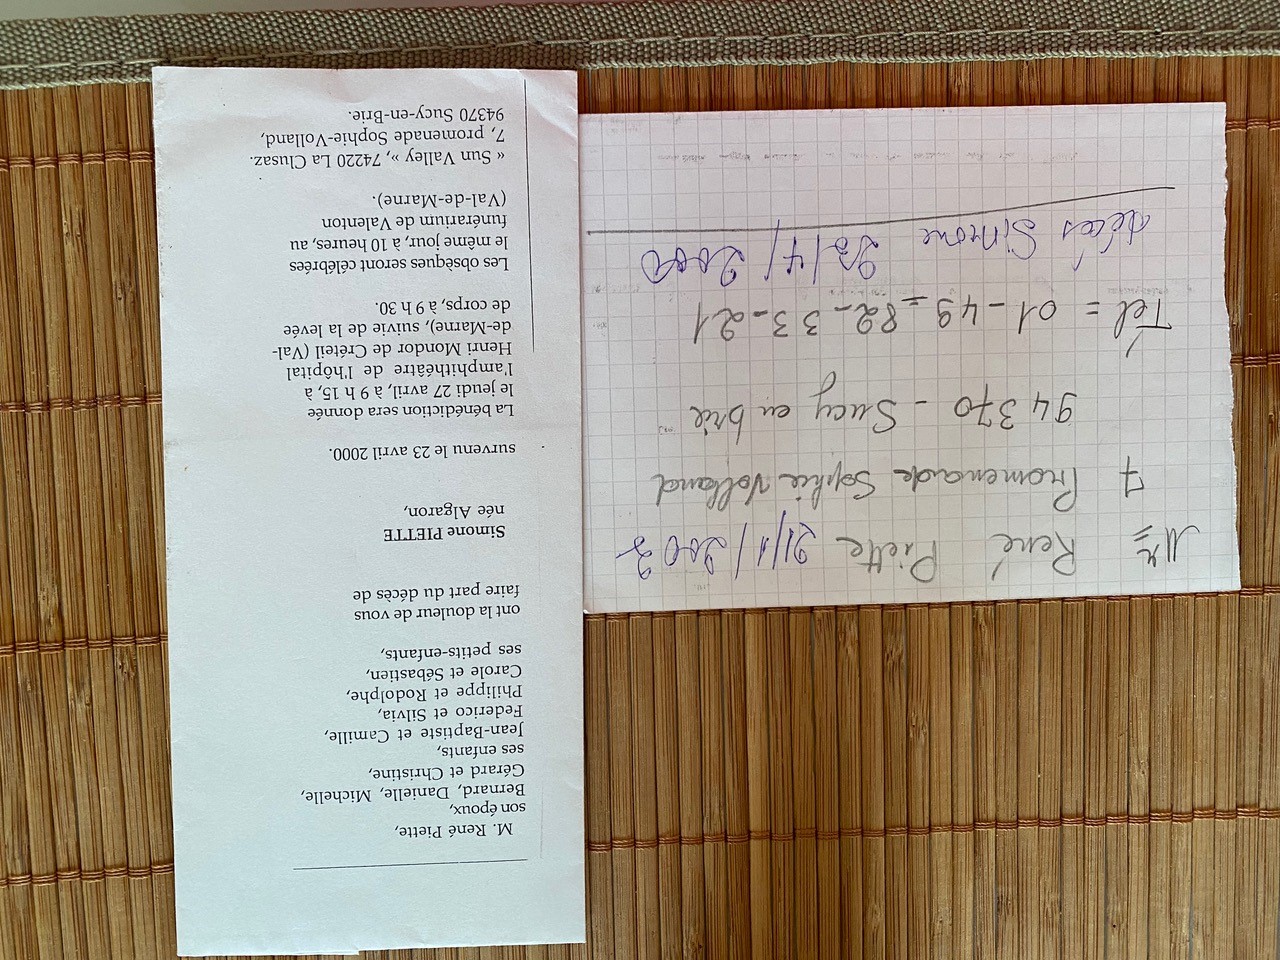 Mr René Piette 21/1/2003
7 Promenade Sophie Volland
94370 - Sucy en brie
Tél = 01-49-82-33-21
décés Simone 23/4/2000
M. René Piette,
son époux,
Bernard, Danielle, Michelle,
Gérard et Christine,
ses enfants,
Jean-Baptiste et Camille,
Federico et Silvia,
Philippe et Rodolphe,
Carole et Sébastien,
ses petits-enfants,
ont la douleur de vous
faire part du décès de
Simone PIETTE
née Algaron,
survenu le 23 avril 2000.
La bénédiction sera donnée
le jeudi 27 avril, à 9 h 15, à
l'amphithéâtre de l'hôpital
Henri Mondor de Créteil (Val-
de-Marne), suivie de la levée
de corps, à 9 h 30.
Les obsèques seront célébrées
le même jour, à 10 heures, au
funérarium de Valenton
(Val-de-Marne).
« Sun Valley », 74220 La Clusaz.
7, promenade Sophie-Volland,
94370 Sucy-en-Brie.